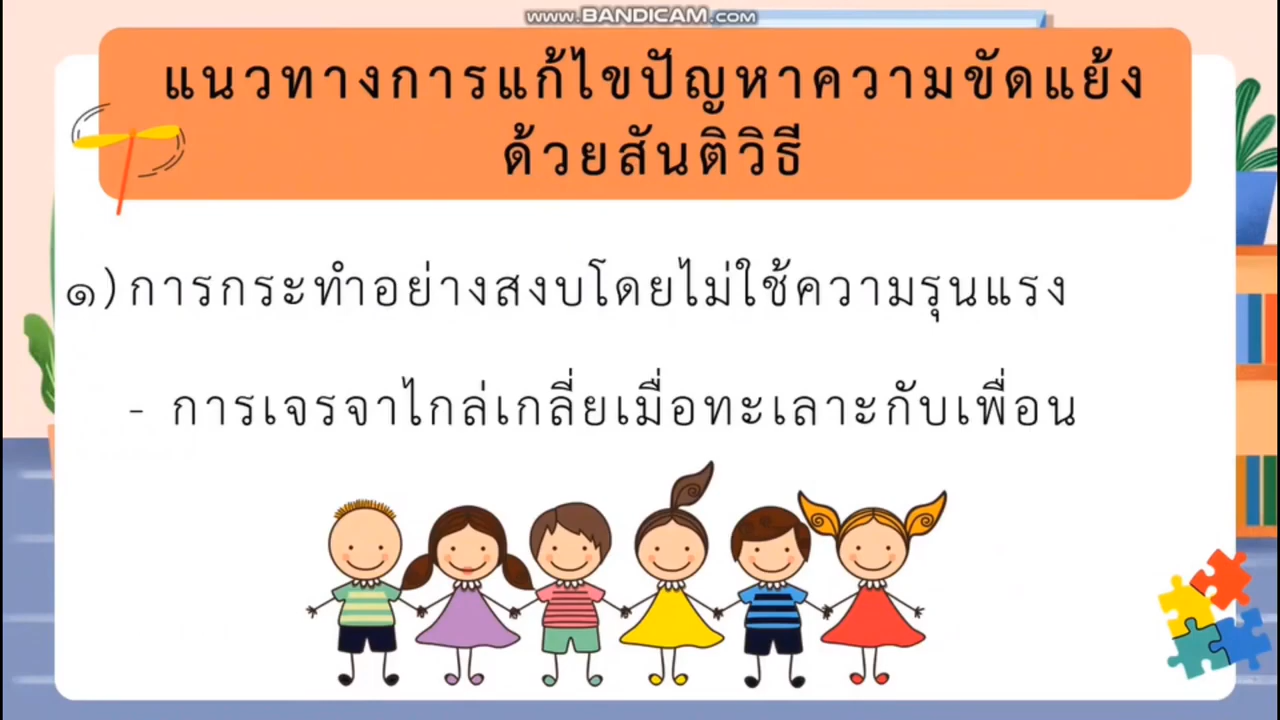 www.BANDICAM.com
แนวทางการแก้ไขปัญหาความขัดแย้ง
ด้วยสันติวิธี
๑)การกระทำอย่างสงบโดยไม่ใช้ความรุนแรง
- การเจรจาไกล่เกลี่ยเมื่อทะเลาะกับเพื่อน